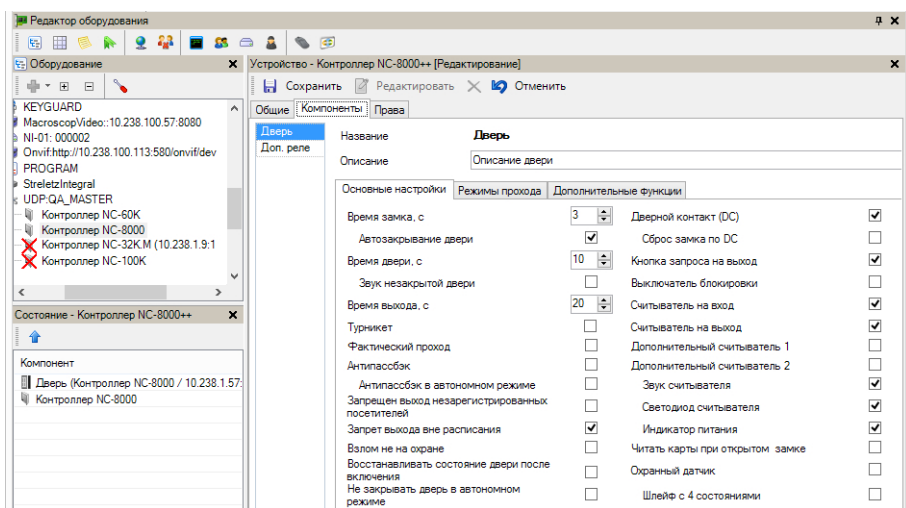 Редактор оборудования
Оборудование
KEYGUARD
MacroscopVideo::10.238.100.57:8080
NI-01: 000002
Onvif:http://10.238.100.113:580/onvif/dev
PROGRAM
StreletzIntegral
UDP:QA_MASTER
Контроллер NC-60K
Контроллер NC-8000
Контроллер NC-32K.M (10.238.1.9:1
Контроллер NC-100K
Состояние - Контроллер NC-8000++
Компонент
Дверь (Контроллер NC-8000 / 10.238.1.57:
Контроллер NC-8000
Устройство - Контроллер NC-8000++ [Редактирование]
Сохранить Редактировать Отменить
Общие Компоненты Права
Дверь
Доп. реле
Название Дверь
Описание Описание двери
Основные настройки Режимы прохода Дополнительные функции
Время замка, с 3 Дверной контакт (DC)
Автозакрывание двери Сброс замка по DC
Время двери, с 10 Кнопка запроса на выход
Звук незакрытой двери Выключатель блокировки
Время выхода, с 20 Считыватель на вход
Турникет Считыватель на выход
Фактический проход Дополнительный считыватель 1
Антипассбэк Дополнительный считыватель 2
Антипассбэк в автономном режиме Звук считывателя
Запрещен выход незарегистрированных
посетителей Светодиод считывателя
Запрет выхода вне расписания Индикатор питания
Взлом не на охране Читать карты при открытом замке
Восстанавливать состояние двери после
включения Охранный датчик
Не закрывать дверь в автономном
режиме Шлейф с 4 состояниями